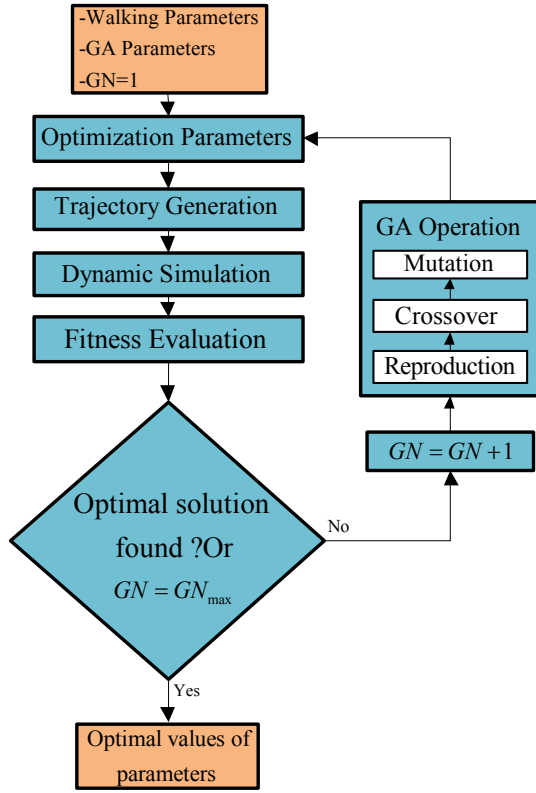 -Walking Parameters
-GA Parameters
-GN=1
Optimization Parameters
Trajectory Generation
Dynamic Simulation
Fitness Evaluation
Optimal solution
found ?Or
GN = GN_max
No
Yes
Optimal values of
parameters
GA Operation
Mutation
Crossover
Reproduction
GN = GN +1